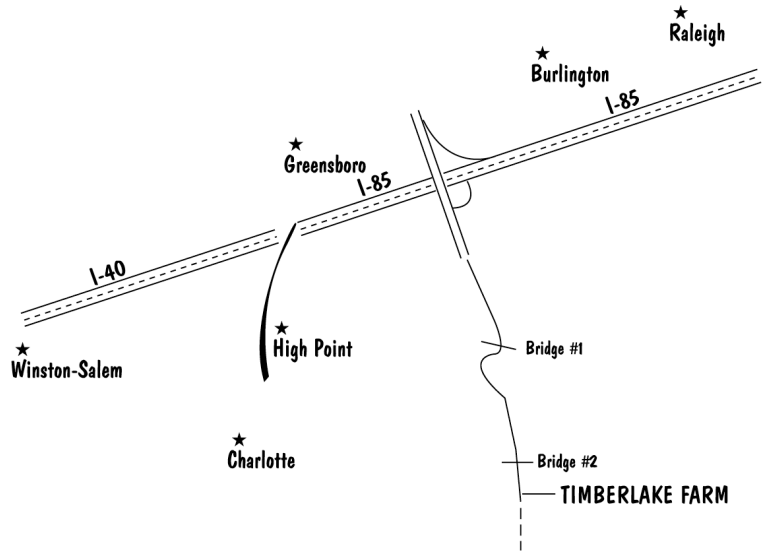 Raleigh
Burlington
I-85
Greensboro
I-85
I-40
High Point
Bridge #1
Winston-Salem
Charlotte
Bridge #2
TIMBERLAKE FARM